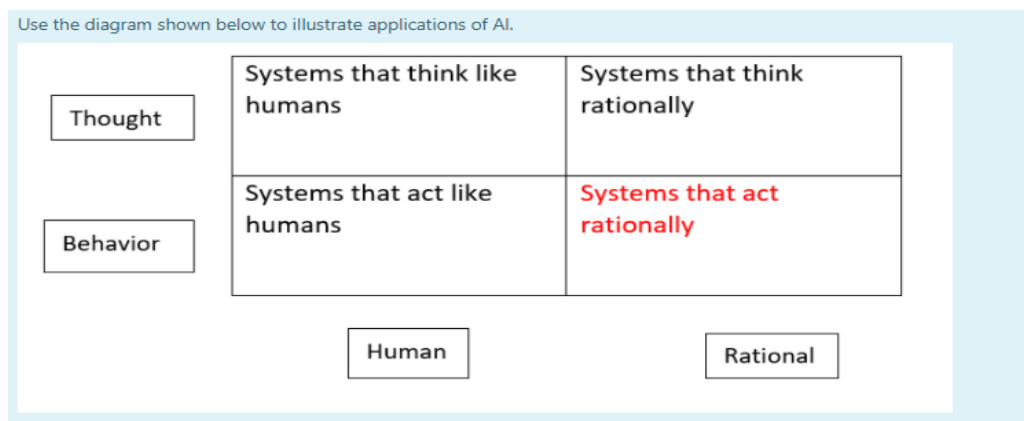 Use the diagram shown below to illustrate applications of AI.
Systems that think like
humans
Systems that think
rationally
Thought
Systems that act like
humans
Systems that act
rationally
Behavior
Human
Rational